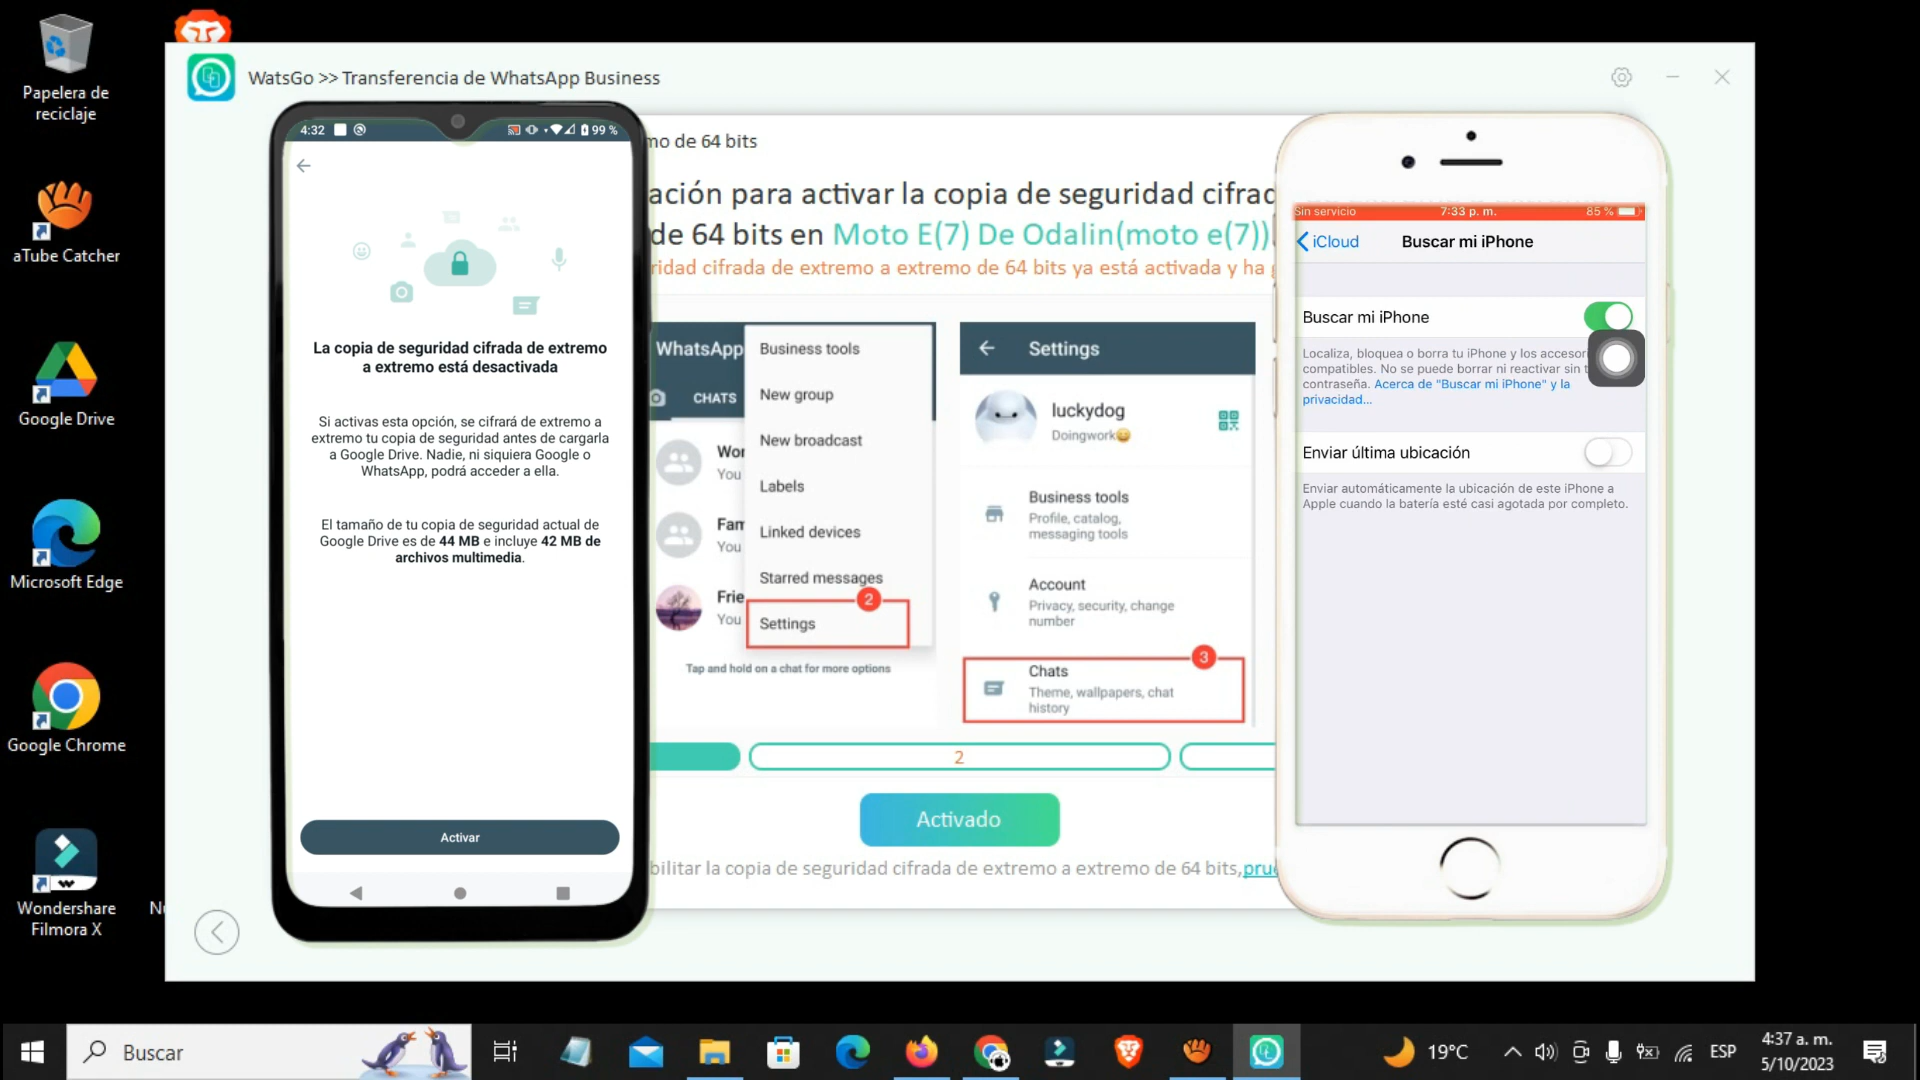 Papelera de
reciclaje
aTube Catcher
Google Drive
Microsoft Edge
Google Chrome
Wondershare
Filmora X
WatsGo >> Transferencia de WhatsApp Business
4:32
99 %
La copia de seguridad cifrada de extremo
a extremo está desactivada
Si activas esta opción, se cifrará de extremo a
extremo tu copia de seguridad antes de cargarla
a Google Drive. Nadie, ni siquiera Google o
WhatsApp, podrá acceder a ella.
El tamaño de tu copia de seguridad actual de
Google Drive es de 44 MB e incluye 42 MB de
archivos multimedia.
Activar
mo de 64 bits
ación para activar la copia de seguridad cifrad
de 64 bits en Moto E(7) De Odalin(moto e(7)).
ridad cifrada de extremo a extremo de 64 bits ya está activada y ha
WhatsApp
CHATS
Wor
You
Fam
You
Frie
You
Business tools
New group
New broadcast
Labels
Linked devices
Starred messages
2
Settings
Tap and hold on a chat for more options
Settings
luckydog
Doingwork😄
Business tools
Profile, catalog,
messaging tools
Account
Privacy, security, change
number
3
Chats
Theme, wallpapers, chat
history
2
Activado
bilitar la copia de seguridad cifrada de extremo a extremo de 64 bits,prue
Sin servicio
7:33 p. m.
85 %
iCloud
Buscar mi iPhone
Buscar mi iPhone
Localiza, bloquea o borra tu iPhone y los accesori
compatibles. No se puede borrar ni reactivar sin t
contraseña. Acerca de "Buscar mi iPhone" y la
privacidad...
Enviar última ubicación
Enviar automáticamente la ubicación de este iPhone a
Apple cuando la batería esté casi agotada por completo.
Buscar
19°C
ESP
4:37 a. m.
5/10/2023